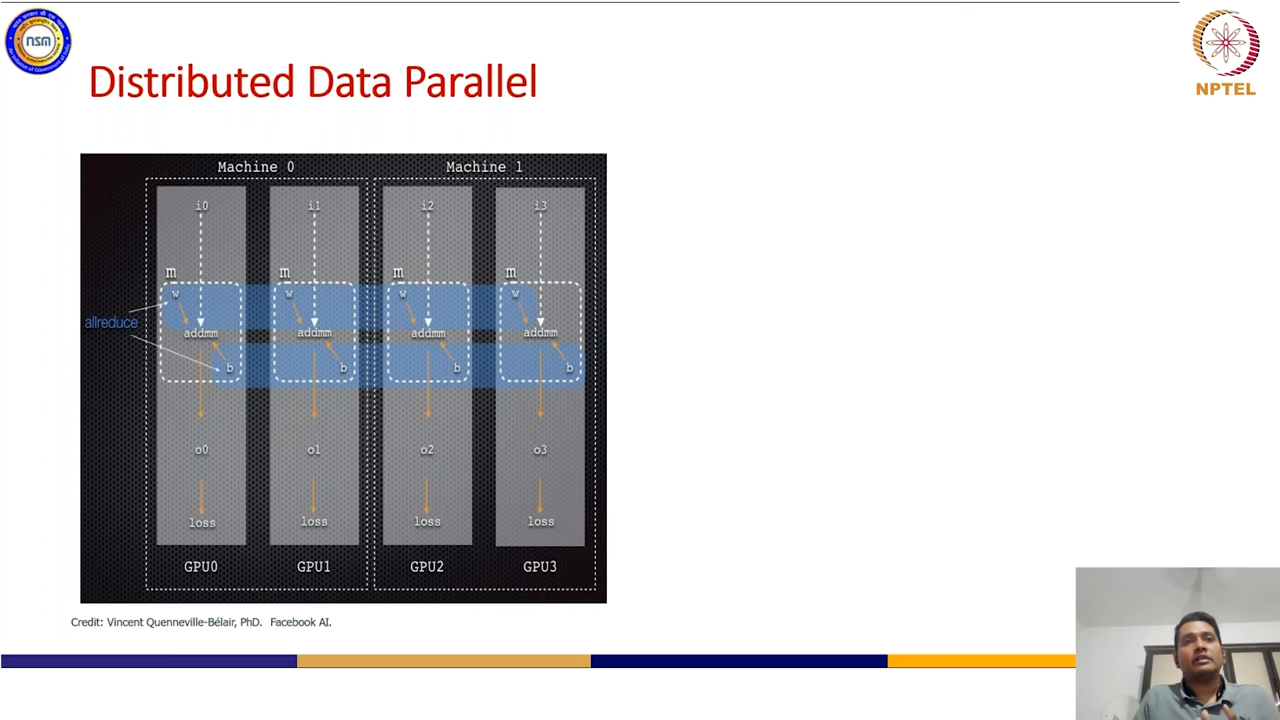 nsm
NPTEL
Distributed Data Parallel
Machine 0 Machine 1
i0 i1 i2 i3
m m m m
w w w w
allreduce
addmm addmm addmm addmm
b b b b
o0 o1 o2 o3
loss loss loss loss
GPU0 GPU1 GPU2 GPU3
Credit: Vincent Quenneville-Bélair, PhD. Facebook AI.